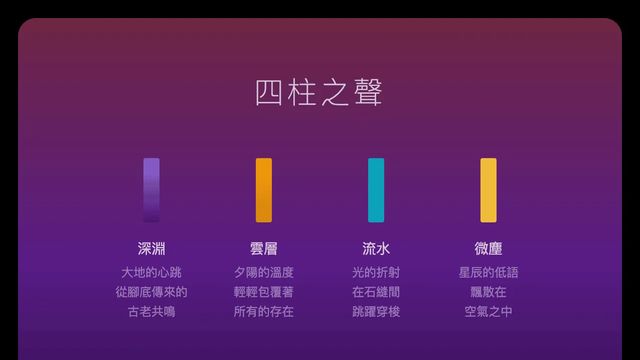 四柱之聲
深淵
大地的心跳
從腳底傳來的
古老共鳴
雲層
夕陽的溫度
輕輕包覆著
所有的存在
流水
光的折射
在石縫間
跳躍穿梭
微塵
星辰的低語
飄散在
空氣之中